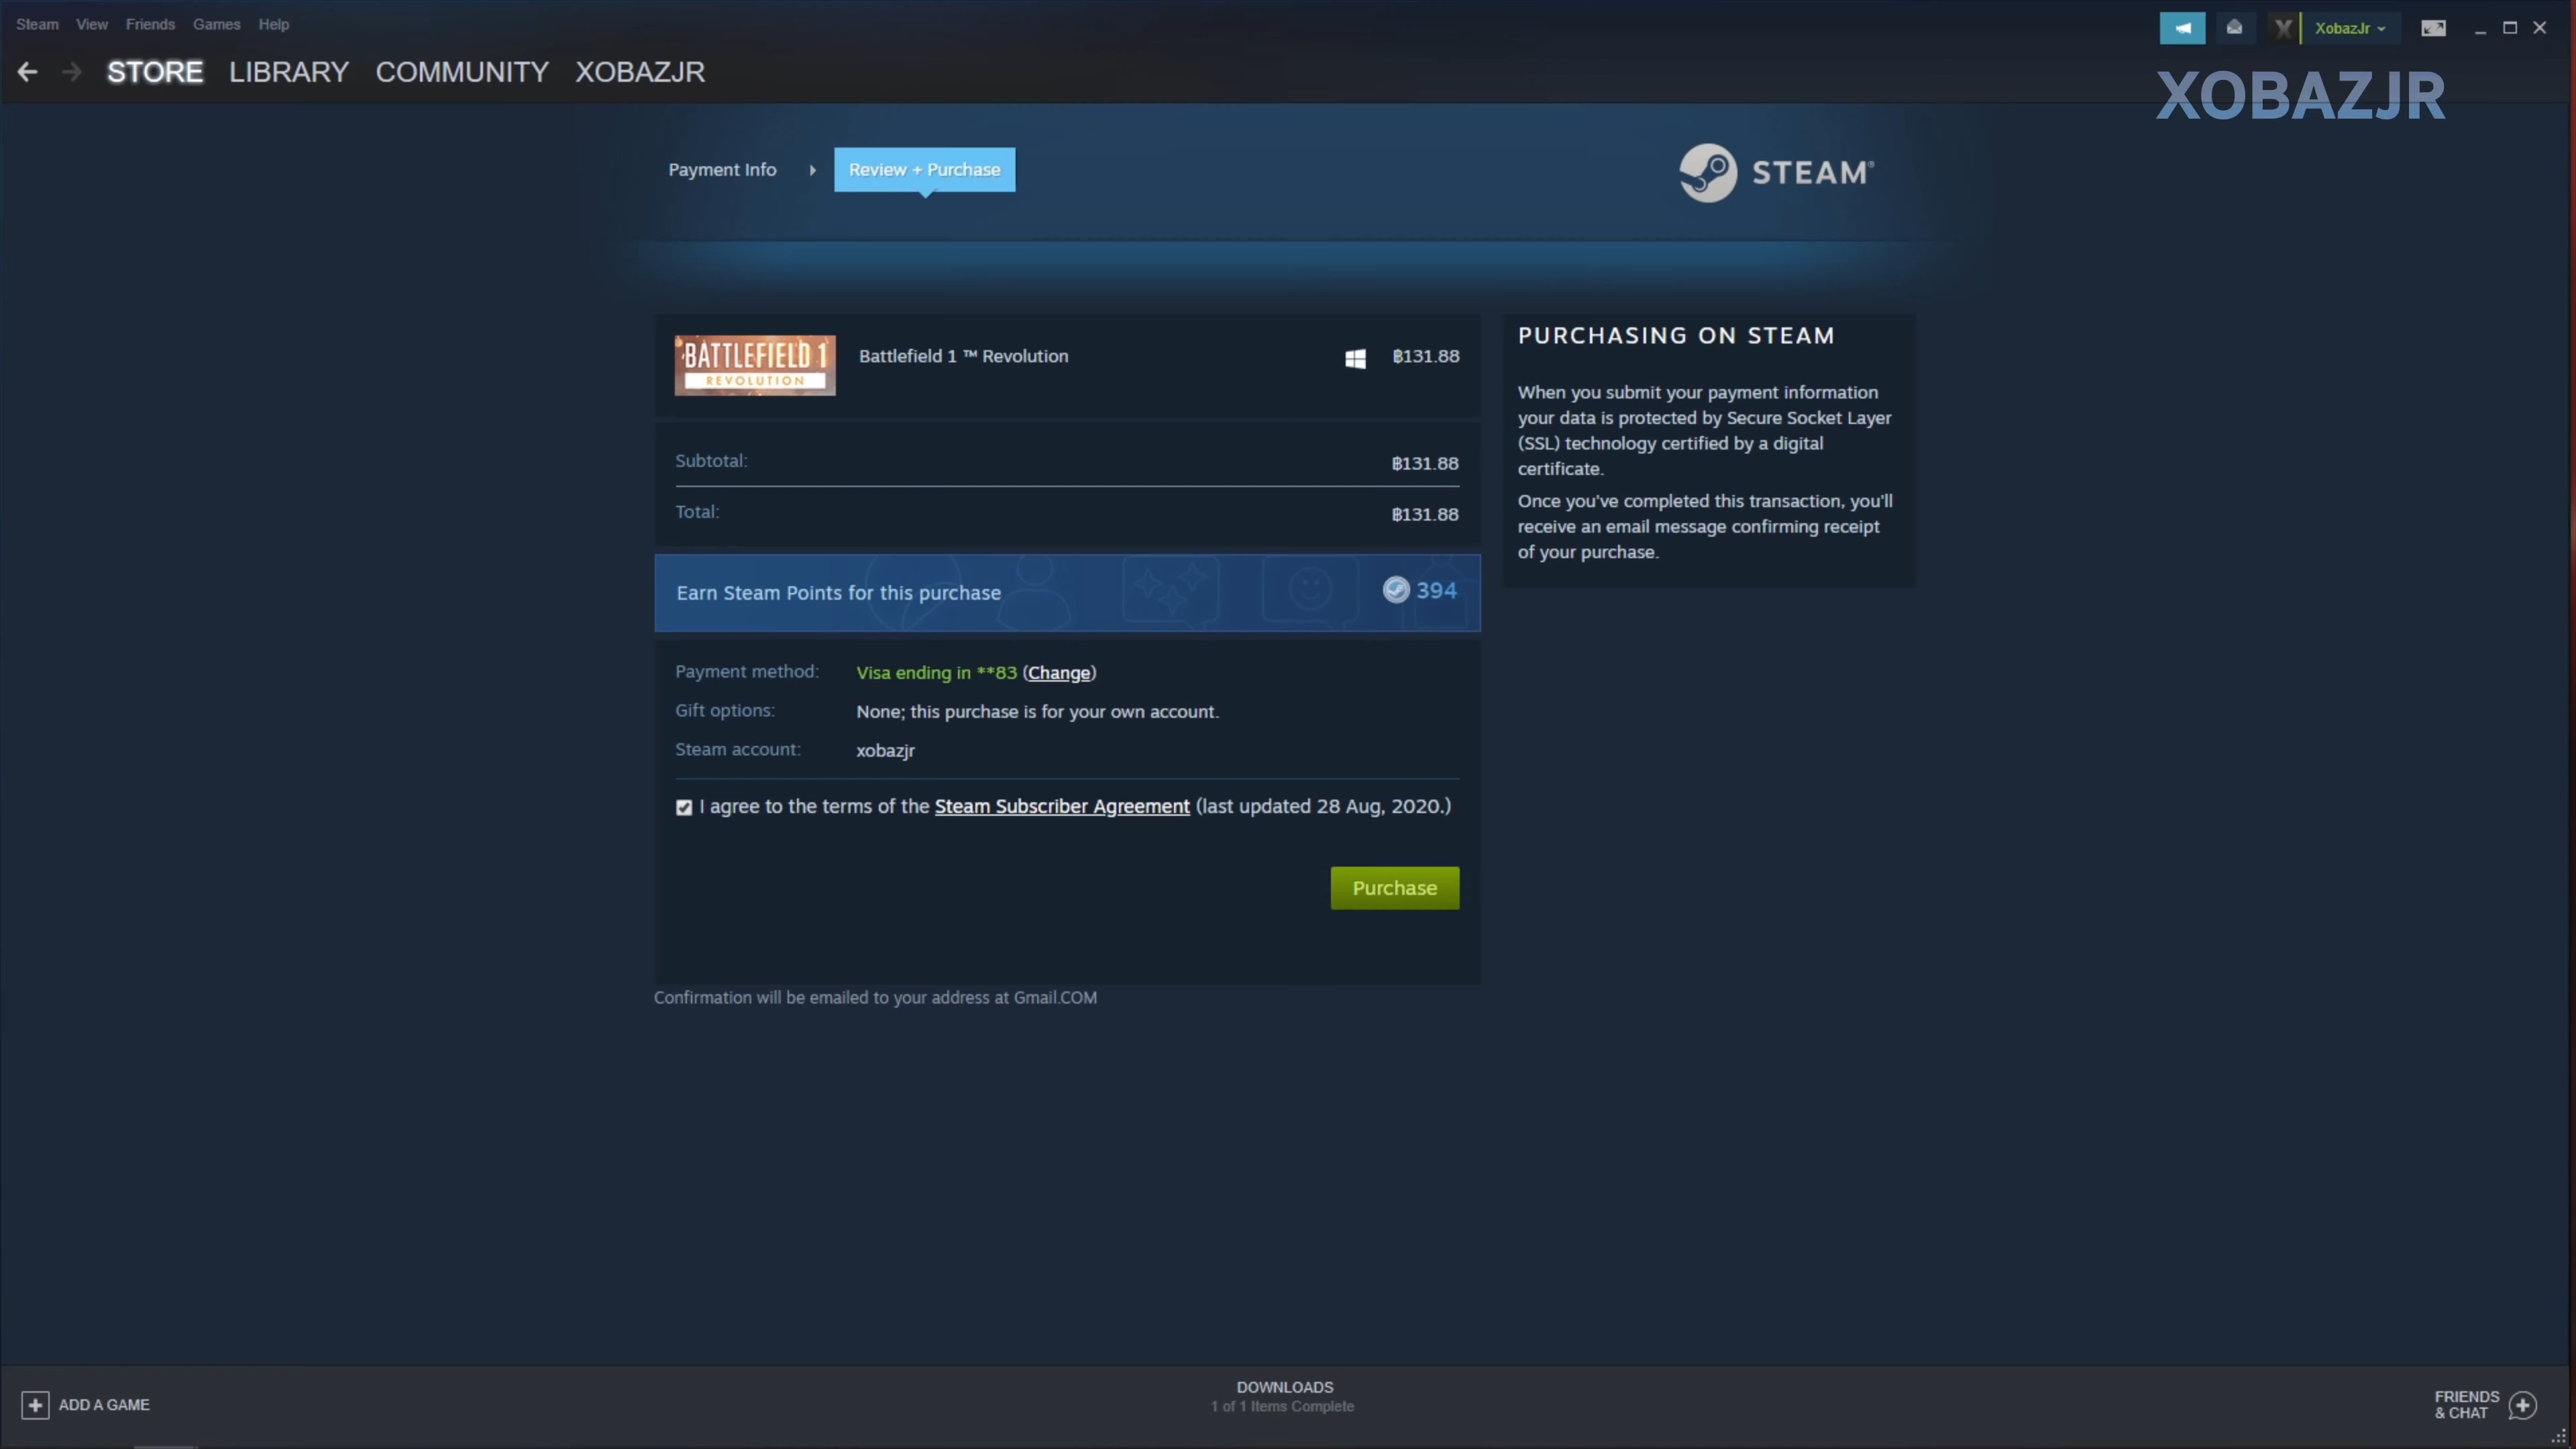 Steam View Friends Games Help
XobazJr
STORE LIBRARY COMMUNITY XOBAZJR
XOBAZJR
Payment Info Review + Purchase
STEAM®
BATTLEFIELD 1
REVOLUTION
Battlefield 1 ™ Revolution ฿131.88
Subtotal: ฿131.88
Total: ฿131.88
Earn Steam Points for this purchase 394
Payment method: Visa ending in **83 (Change)
Gift options: None; this purchase is for your own account.
Steam account: xobazjr
I agree to the terms of the Steam Subscriber Agreement (last updated 28 Aug, 2020.)
Purchase
Confirmation will be emailed to your address at Gmail.COM
PURCHASING ON STEAM
When you submit your payment information
your data is protected by Secure Socket Layer
(SSL) technology certified by a digital
certificate.
Once you've completed this transaction, you'll
receive an email message confirming receipt
of your purchase.
ADD A GAME
DOWNLOADS
1 of 1 Items Complete
FRIENDS
& CHAT